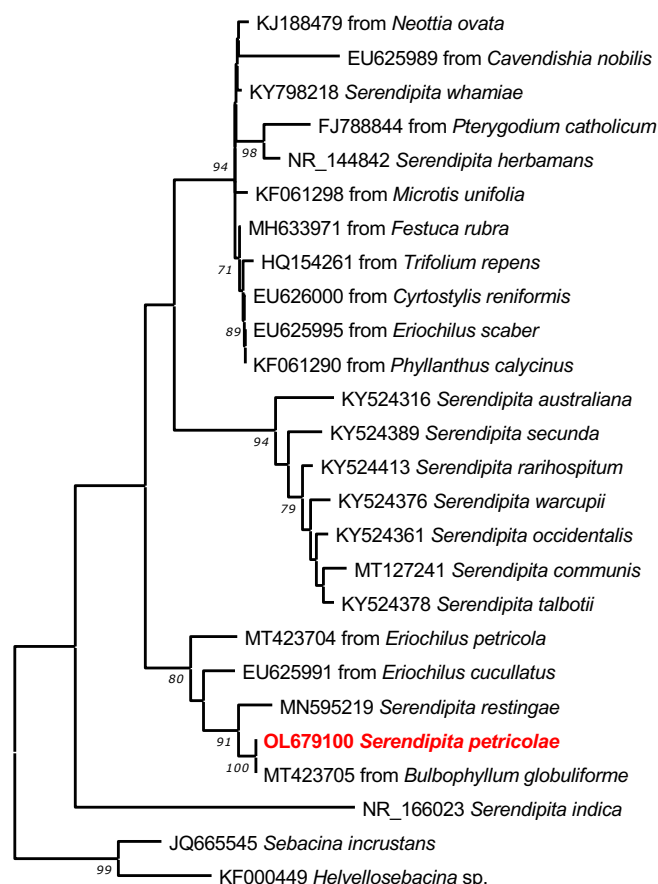 KJ188479 from Neottia ovata
EU625989 from Cavendishia nobilis
KY798218 Serendipita whamiae
FJ788844 from Pterygodium catholicum
98
NR_144842 Serendipita herbamans
94
KF061298 from Microtis unifolia
MH633971 from Festuca rubra
HQ154261 from Trifolium repens
71
EU626000 from Cyrtostylis reniformis
EU625995 from Eriochilus scaber
89
KF061290 from Phyllanthus calycinus
KY524316 Serendipita australiana
KY524389 Serendipita secunda
94
KY524413 Serendipita rarihospitum
KY524376 Serendipita warcupii
79
KY524361 Serendipita occidentalis
MT127241 Serendipita communis
KY524378 Serendipita talbotii
MT423704 from Eriochilus petricola
EU625991 from Eriochilus cucullatus
80
MN595219 Serendipita restingae
91
OL679100 Serendipita petricolae
100
MT423705 from Bulbophyllum globuliforme
NR_166023 Serendipita indica
JQ665545 Sebacina incrustans
99
KF000449 Helvellosebacina sp.